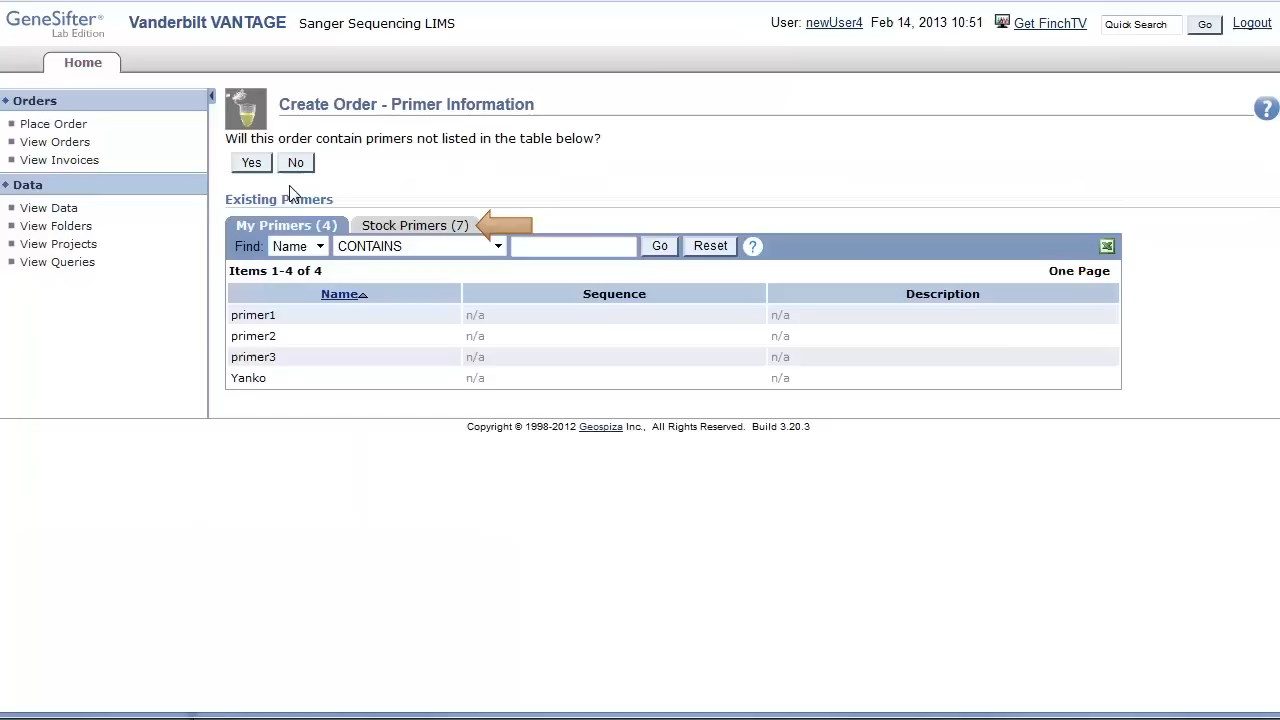 GeneSifter® Lab Edition
Vanderbilt VANTAGE Sanger Sequencing LIMS
User: newUser4 Feb 14, 2013 10:51 Get FinchTV Quick Search Go Logout
Home
Orders
Place Order
View Orders
View Invoices
Data
View Data
View Folders
View Projects
View Queries
Create Order - Primer Information
?
Will this order contain primers not listed in the table below?
Yes No
Existing Primers
My Primers (4) Stock Primers (7)
Find: Name CONTAINS Go Reset ?
Items 1-4 of 4 One Page
Name Sequence Description
primer1 n/a n/a
primer2 n/a n/a
primer3 n/a n/a
Yanko n/a n/a
Copyright © 1998-2012 Geospiza Inc., All Rights Reserved. Build 3.20.3